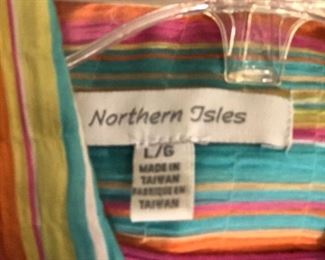 Northern Isles
L/G
MADE IN
TAIWAN
FABRIQUE EN
TAIWAN